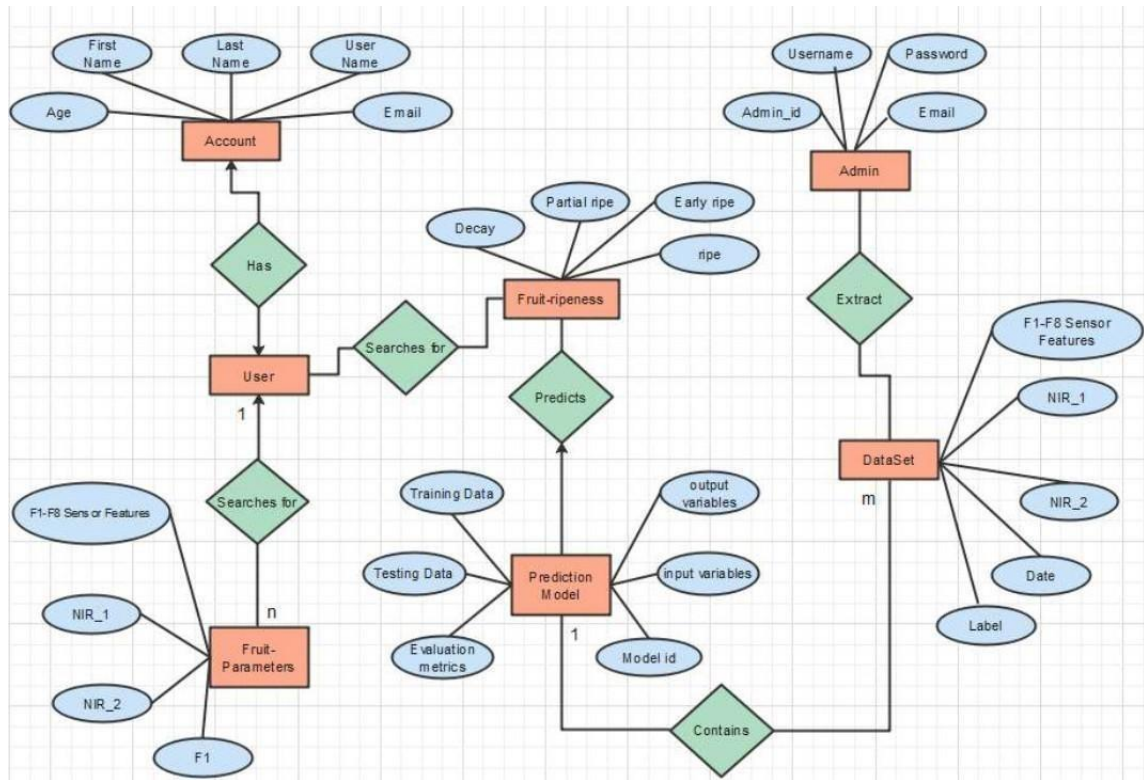 First
Name
Last
Name
User
Name
Age
Email
Account
Username
Password
Admin_id
Email
Admin
Has
Decay
Partial ripe
Early ripe
ripe
Fruit-ripeness
Extract
Searches for
User
1
Predicts
F1-F8 Sensor
Features
NIR_1
DataSet
m
NIR_2
Date
Label
Searches for
F1-F8 Sensor Features
NIR_1
NIR_2
F1
n
Fruit-
Parameters
Training Data
Testing Data
Evaluation
metrics
output
variables
input variables
Model id
Prediction
Model
1
Contains